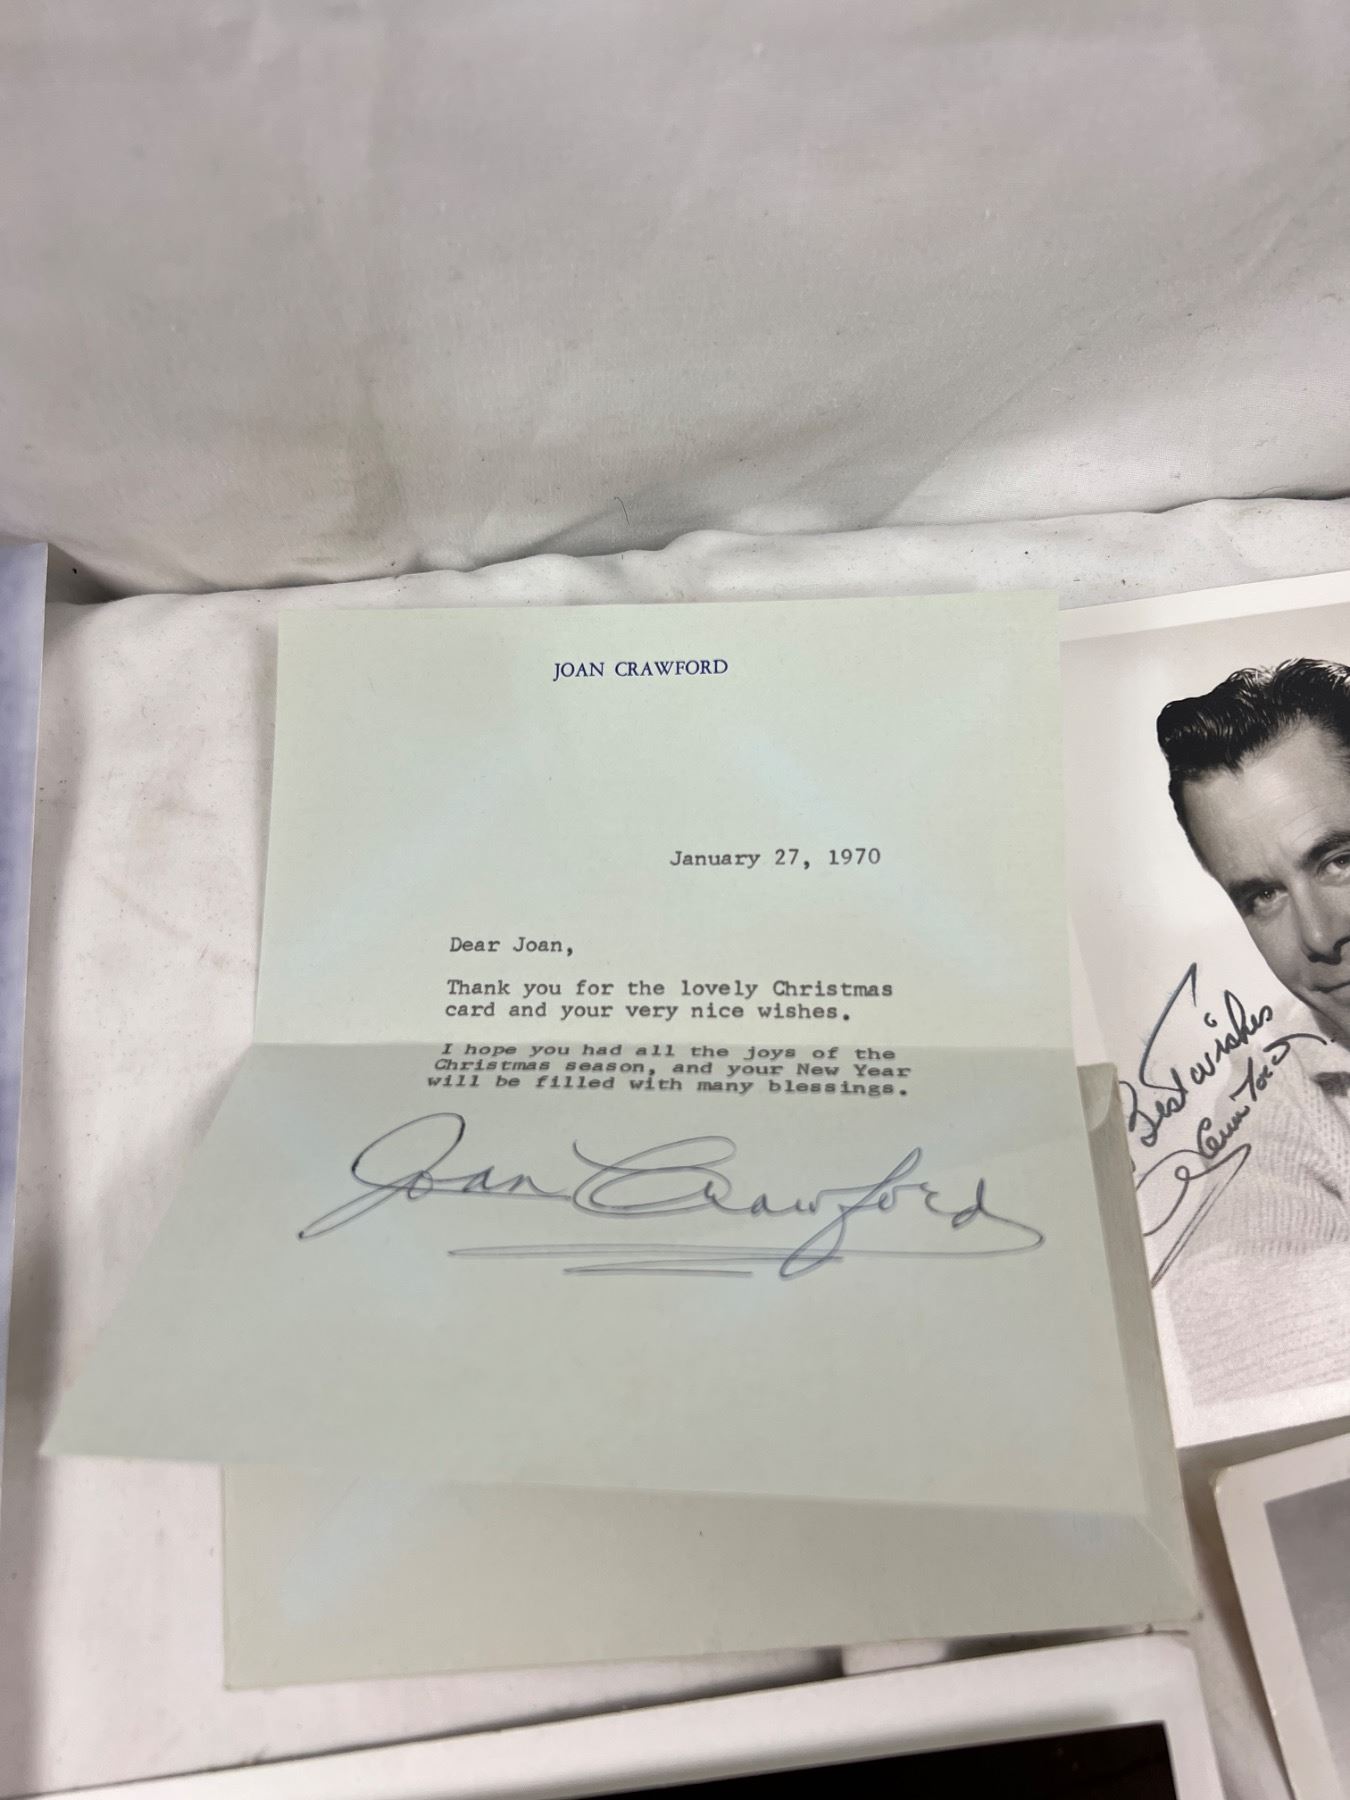 JOAN CRAWFORD
January 27, 1970
Dear Joan,
Thank you for the lovely Christmas
card and your very nice wishes.
I hope you had all the joys of the
Christmas season, and your New Year
will be filled with many blessings.
Joan Crawford
Best wishes
Glenn Ford